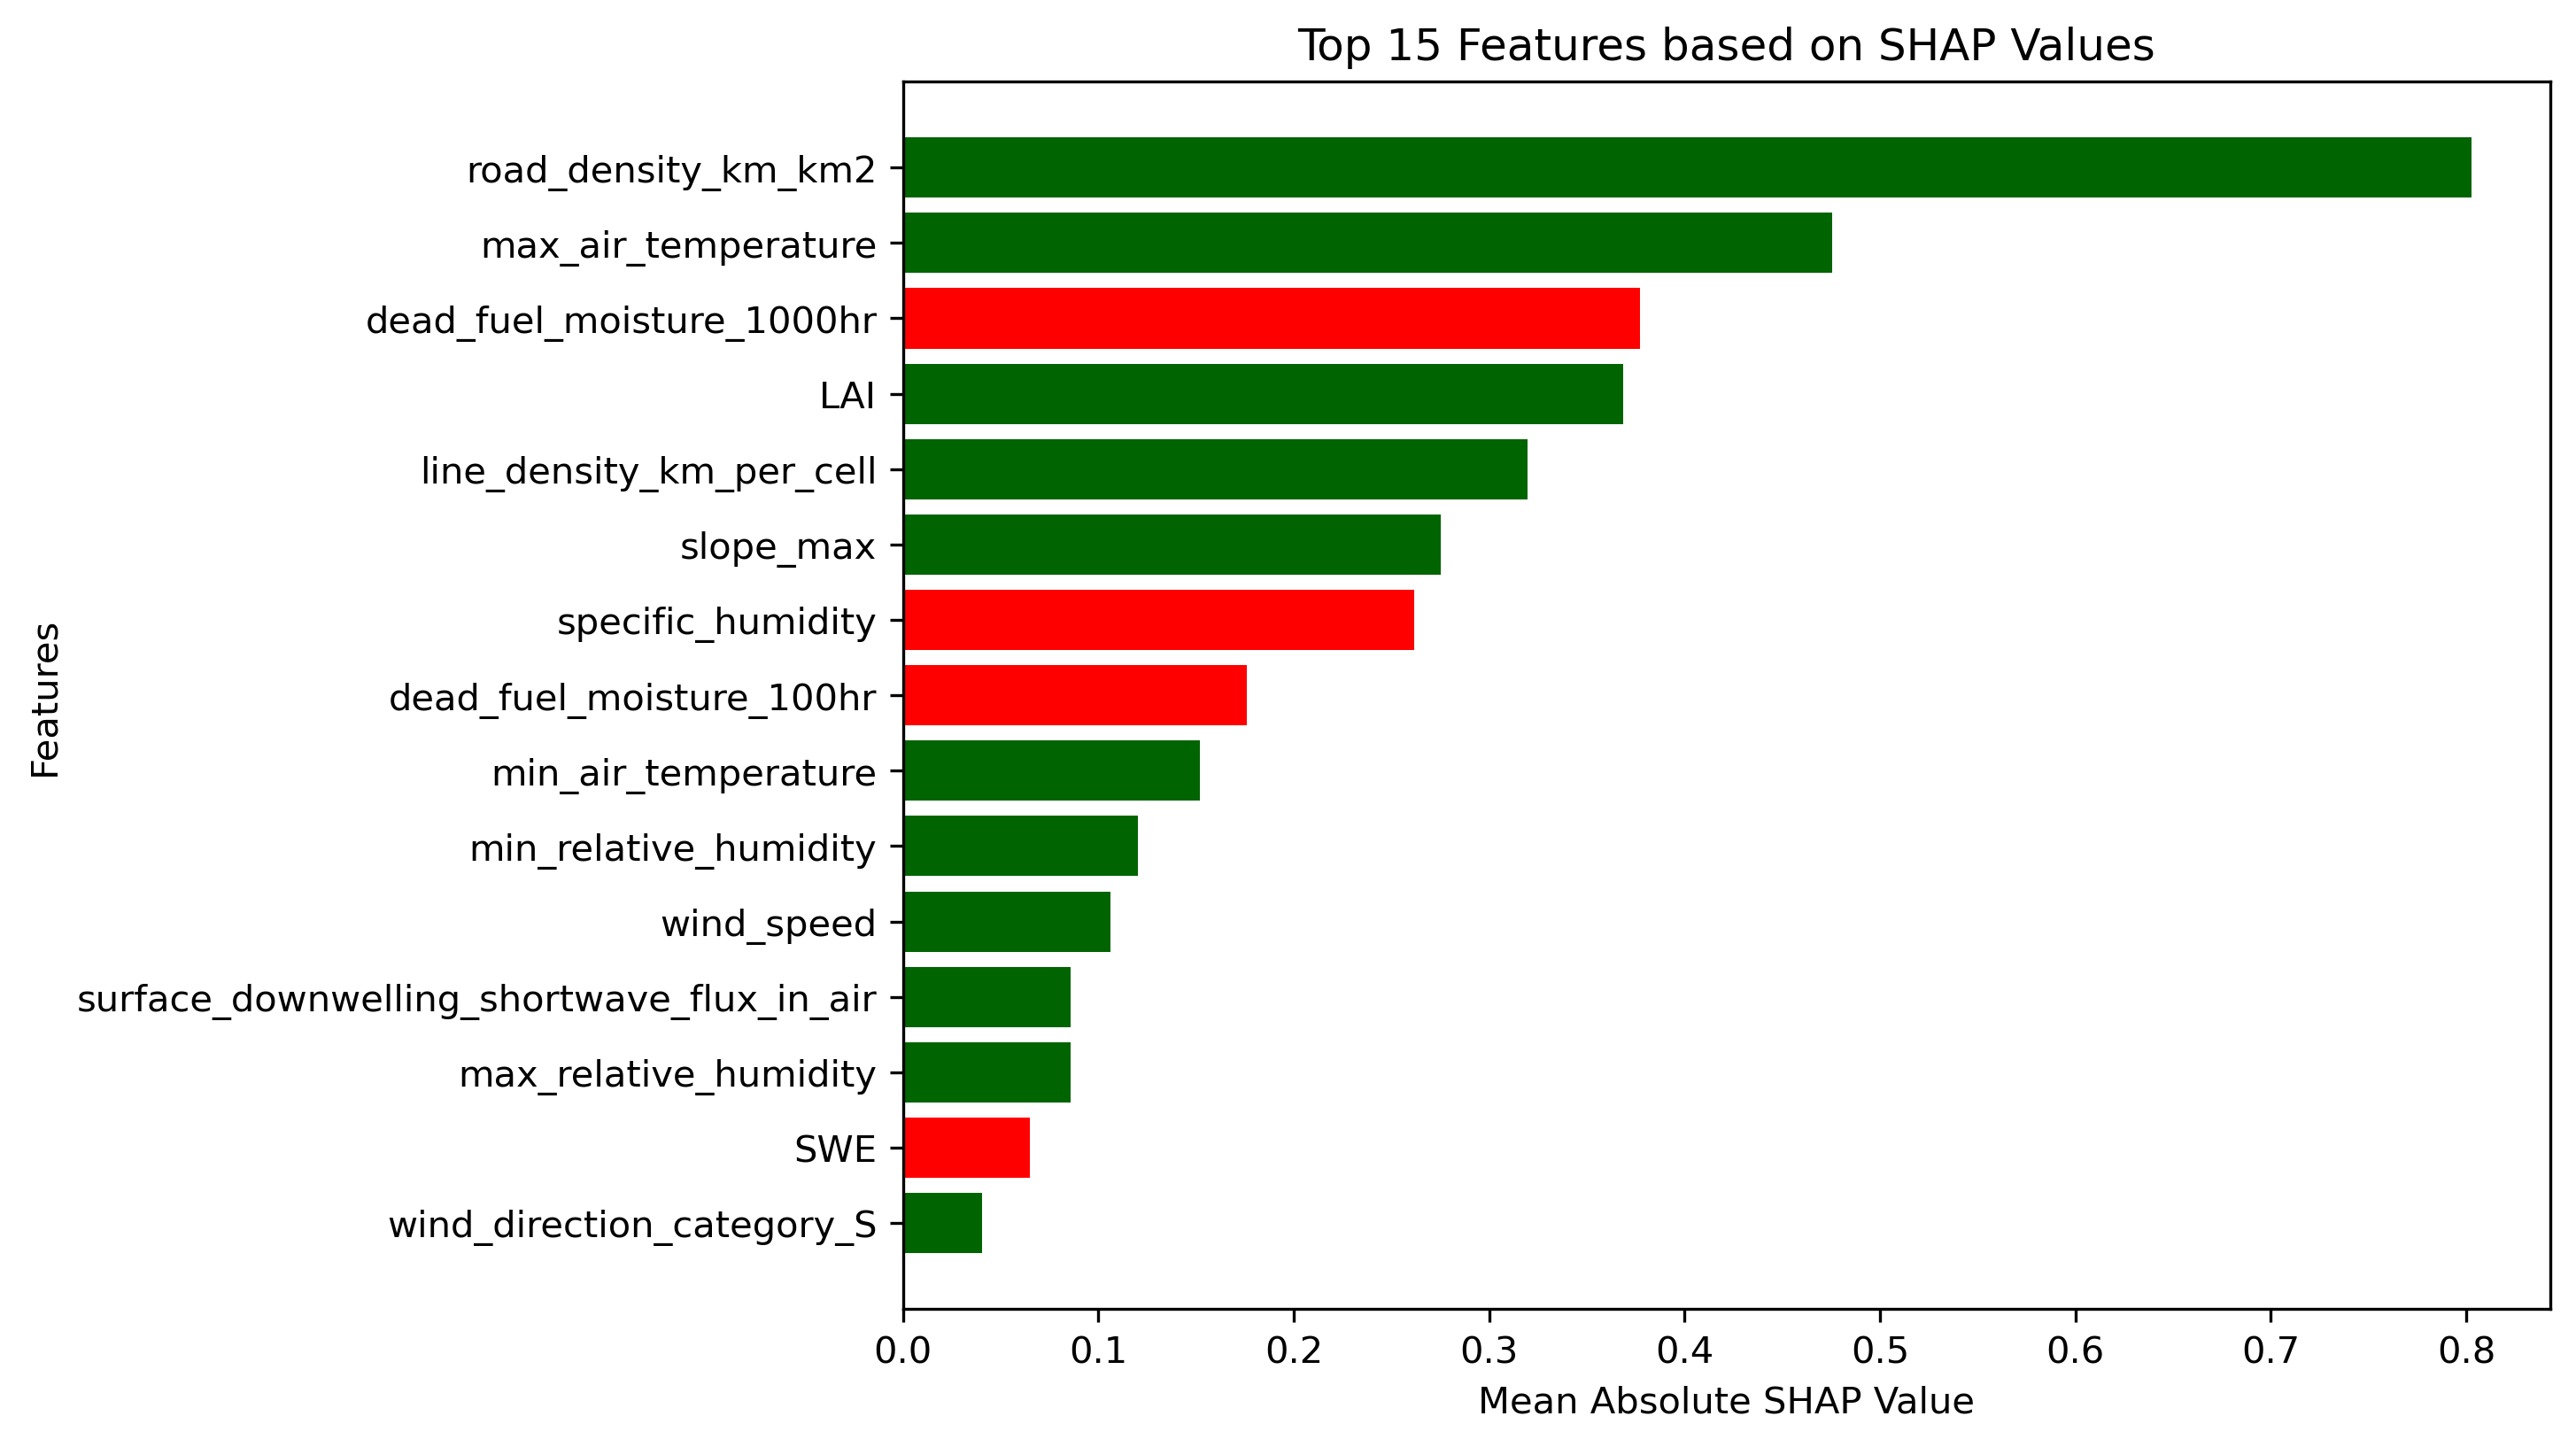 Top 15 Features based on SHAP Values
Features
road_density_km_km2
max_air_temperature
dead_fuel_moisture_1000hr
LAI
line_density_km_per_cell
slope_max
specific_humidity
dead_fuel_moisture_100hr
min_air_temperature
min_relative_humidity
wind_speed
surface_downwelling_shortwave_flux_in_air
max_relative_humidity
SWE
wind_direction_category_S
0.0 0.1 0.2 0.3 0.4 0.5 0.6 0.7 0.8
Mean Absolute SHAP Value